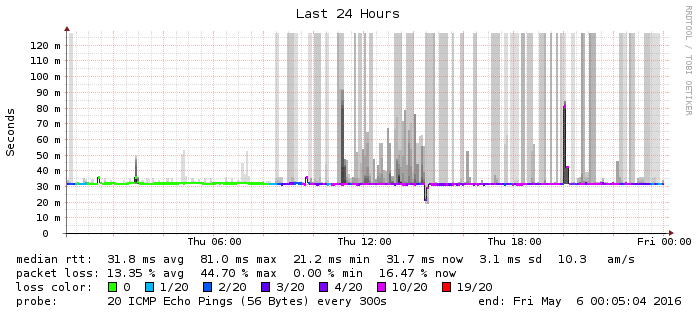 Last 24 Hours
RRDTOOL / TOBI OETIKER
Seconds
120 m
110 m
100 m
90 m
80 m
70 m
60 m
50 m
40 m
30 m
20 m
10 m
0
Thu 06:00 Thu 12:00 Thu 18:00 Fri 00:00
median rtt: 31.8 ms avg 81.0 ms max 21.2 ms min 31.7 ms now 3.1 ms sd 10.3 am/s
packet loss: 13.35 % avg 44.70 % max 0.00 % min 16.47 % now
loss color: 0 1/20 2/20 3/20 4/20 10/20 19/20
probe: 20 ICMP Echo Pings (56 Bytes) every 300s end: Fri May 6 00:05:04 2016